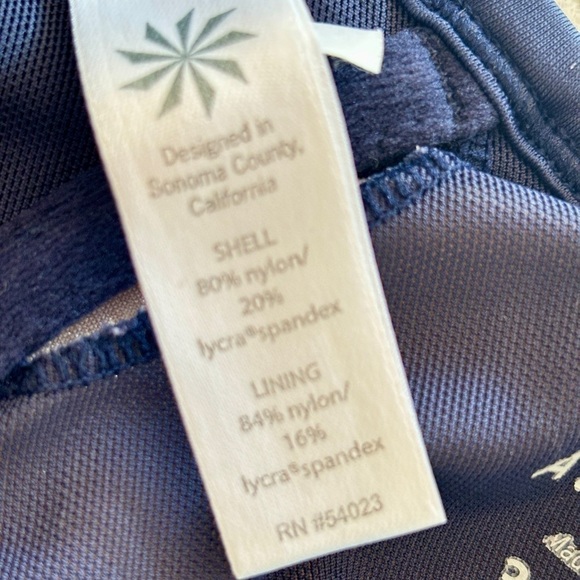 Designed in
Sonoma County,
California
SHELL
80% nylon/
20%
lycra®spandex
LINING
84% nylon/
16%
lycra®spandex
RN #54023
A
Mad